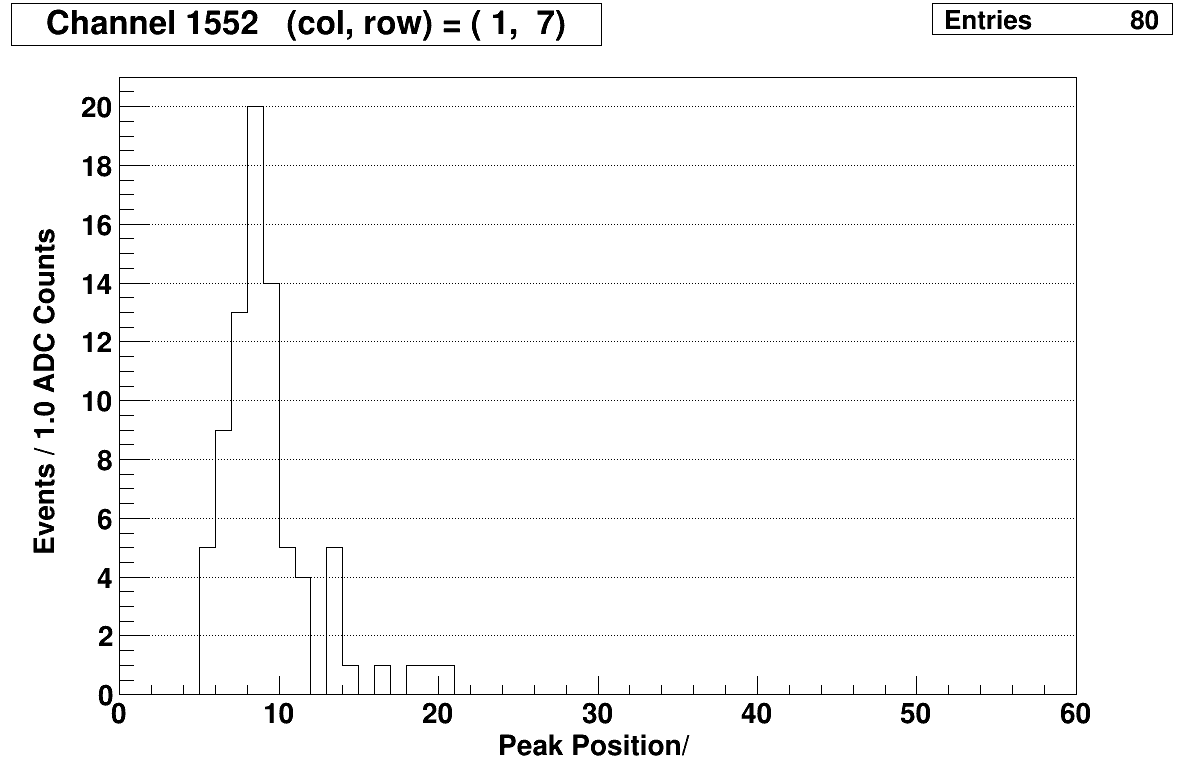 Channel 1552 (col, row) = ( 1, 7)
Entries 80
Events / 1.0 ADC Counts
20
18
16
14
12
10
8
6
4
2
0
0 10 20 30 40 50 60
Peak Position/